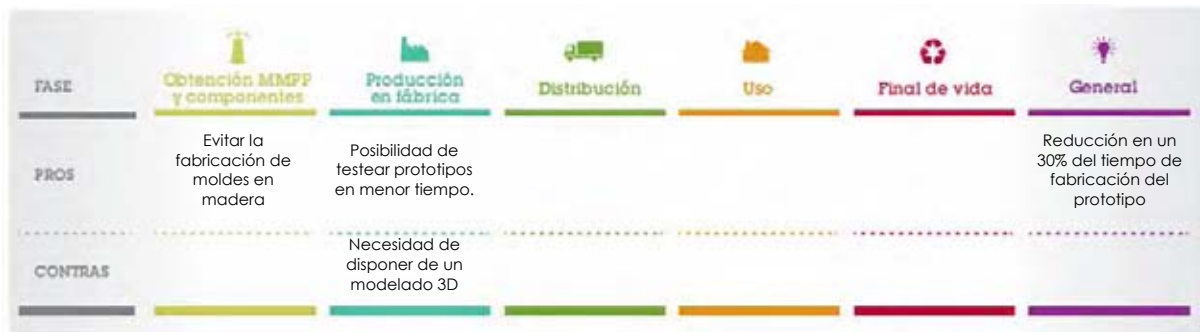 FASE
Obtención MMPP
y componentes
Producción
en fábrica
Distribución
Uso
Final de vida
General
PROS
Evitar la
fabricación de
moldes en
madera
Posibilidad de
testear prototipos
en menor tiempo.
Reducción en un
30% del tiempo de
fabricación del
prototipo
CONTRAS
Necesidad de
disponer de un
modelado 3D